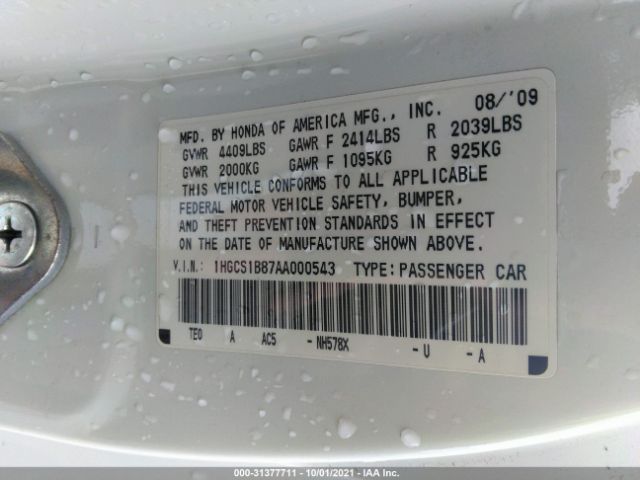 MFD. BY HONDA OF AMERICA MFG., INC. 08/'09
GVWR 4409LBS GAWR F 2414LBS R 2039LBS
GVWR 2000KG GAWR F 1095KG R 925KG
THIS VEHICLE CONFORMS TO ALL APPLICABLE
FEDERAL MOTOR VEHICLE SAFETY, BUMPER,
AND THEFT PREVENTION STANDARDS IN EFFECT
ON THE DATE OF MANUFACTURE SHOWN ABOVE.
V.I.N.: 1HGCS1B87AA000543 TYPE: PASSENGER CAR
TE0 A AC5 - NH578X - U - A
000-31377711 - 10/01/2021 - IAA Inc.